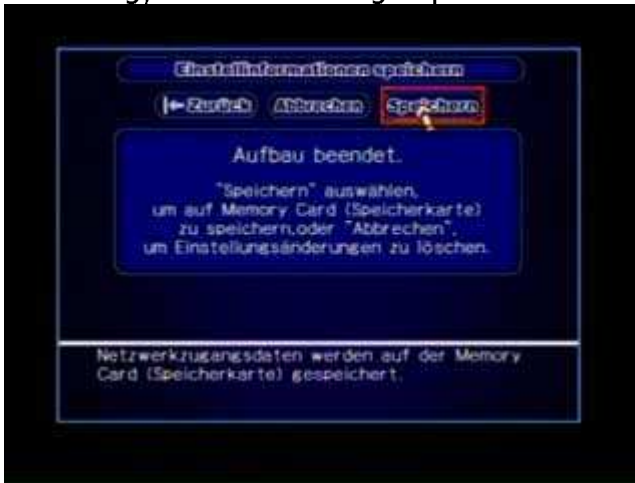 Einstellinformationen speichern
Zurück Abbrechen Speichern
Aufbau beendet.
"Speichern" auswählen,
um auf Memory Card (Speicherkarte)
zu speichern,oder "Abbrechen",
um Einstellungsänderungen zu löschen.
Netzwerkzugangsdaten werden auf der Memory
Card (Speicherkarte) gespeichert.